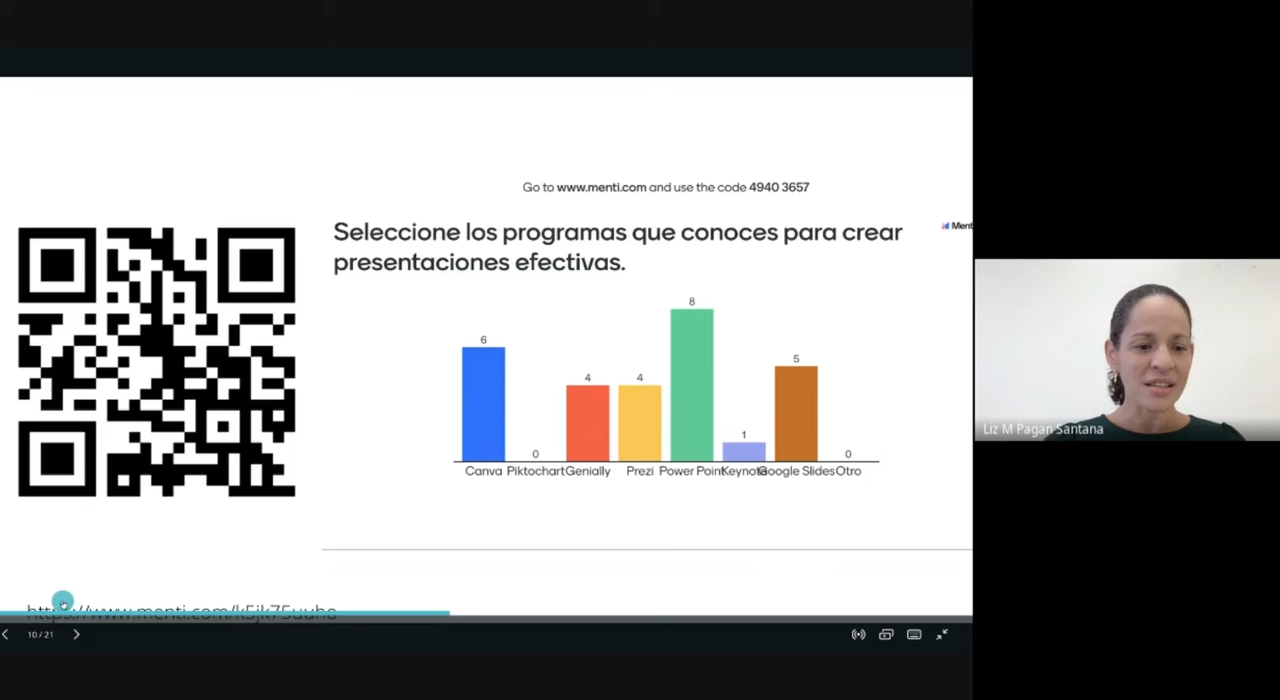 Go to www.menti.com and use the code 4940 3657
Seleccione los programas que conoces para crear
presentaciones efectivas.
Menti
6
0
4
4
8
1
5
0
Canva
Piktochart
Genially
Prezi
Power Point
Keynote
Google Slides
Otro
Liz M Pagan Santana
10 / 21